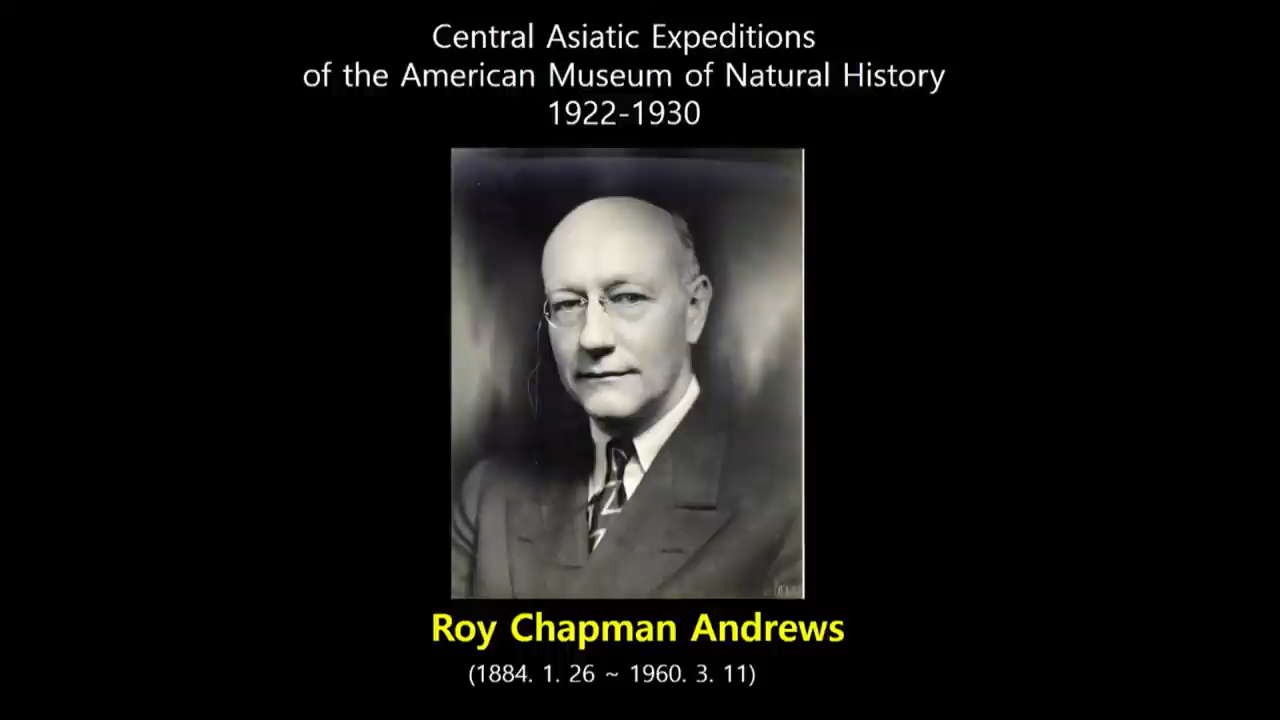 Central Asiatic Expeditions
of the American Museum of Natural History
1922-1930
Roy Chapman Andrews
(1884. 1. 26 ~ 1960. 3. 11)